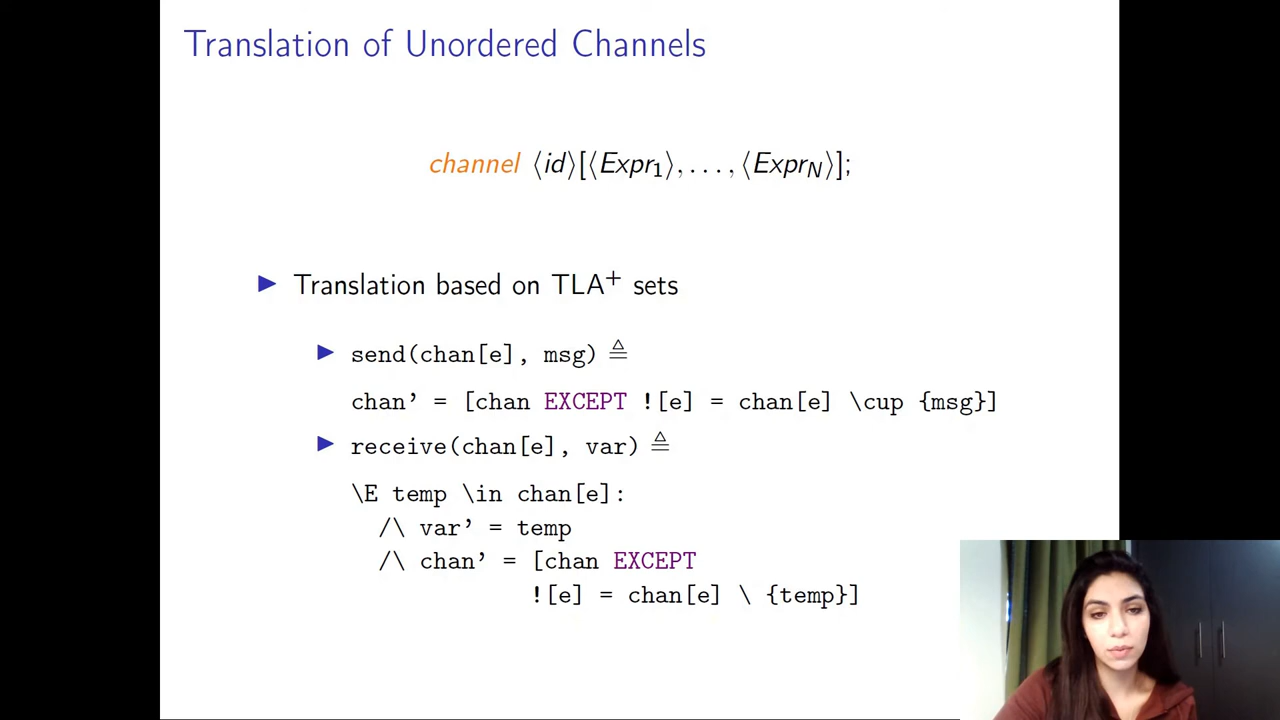 Translation of Unordered Channels
channel ⟨id⟩[⟨Expr₁⟩,...,⟨Expr_N⟩];
▶ Translation based on TLA⁺ sets
▶ send(chan[e], msg) ≜
chan' = [chan EXCEPT ![e] = chan[e] \cup {msg}]
▶ receive(chan[e], var) ≜
\E temp \in chan[e]:
/\ var' = temp
/\ chan' = [chan EXCEPT
![e] = chan[e] \ {temp}]